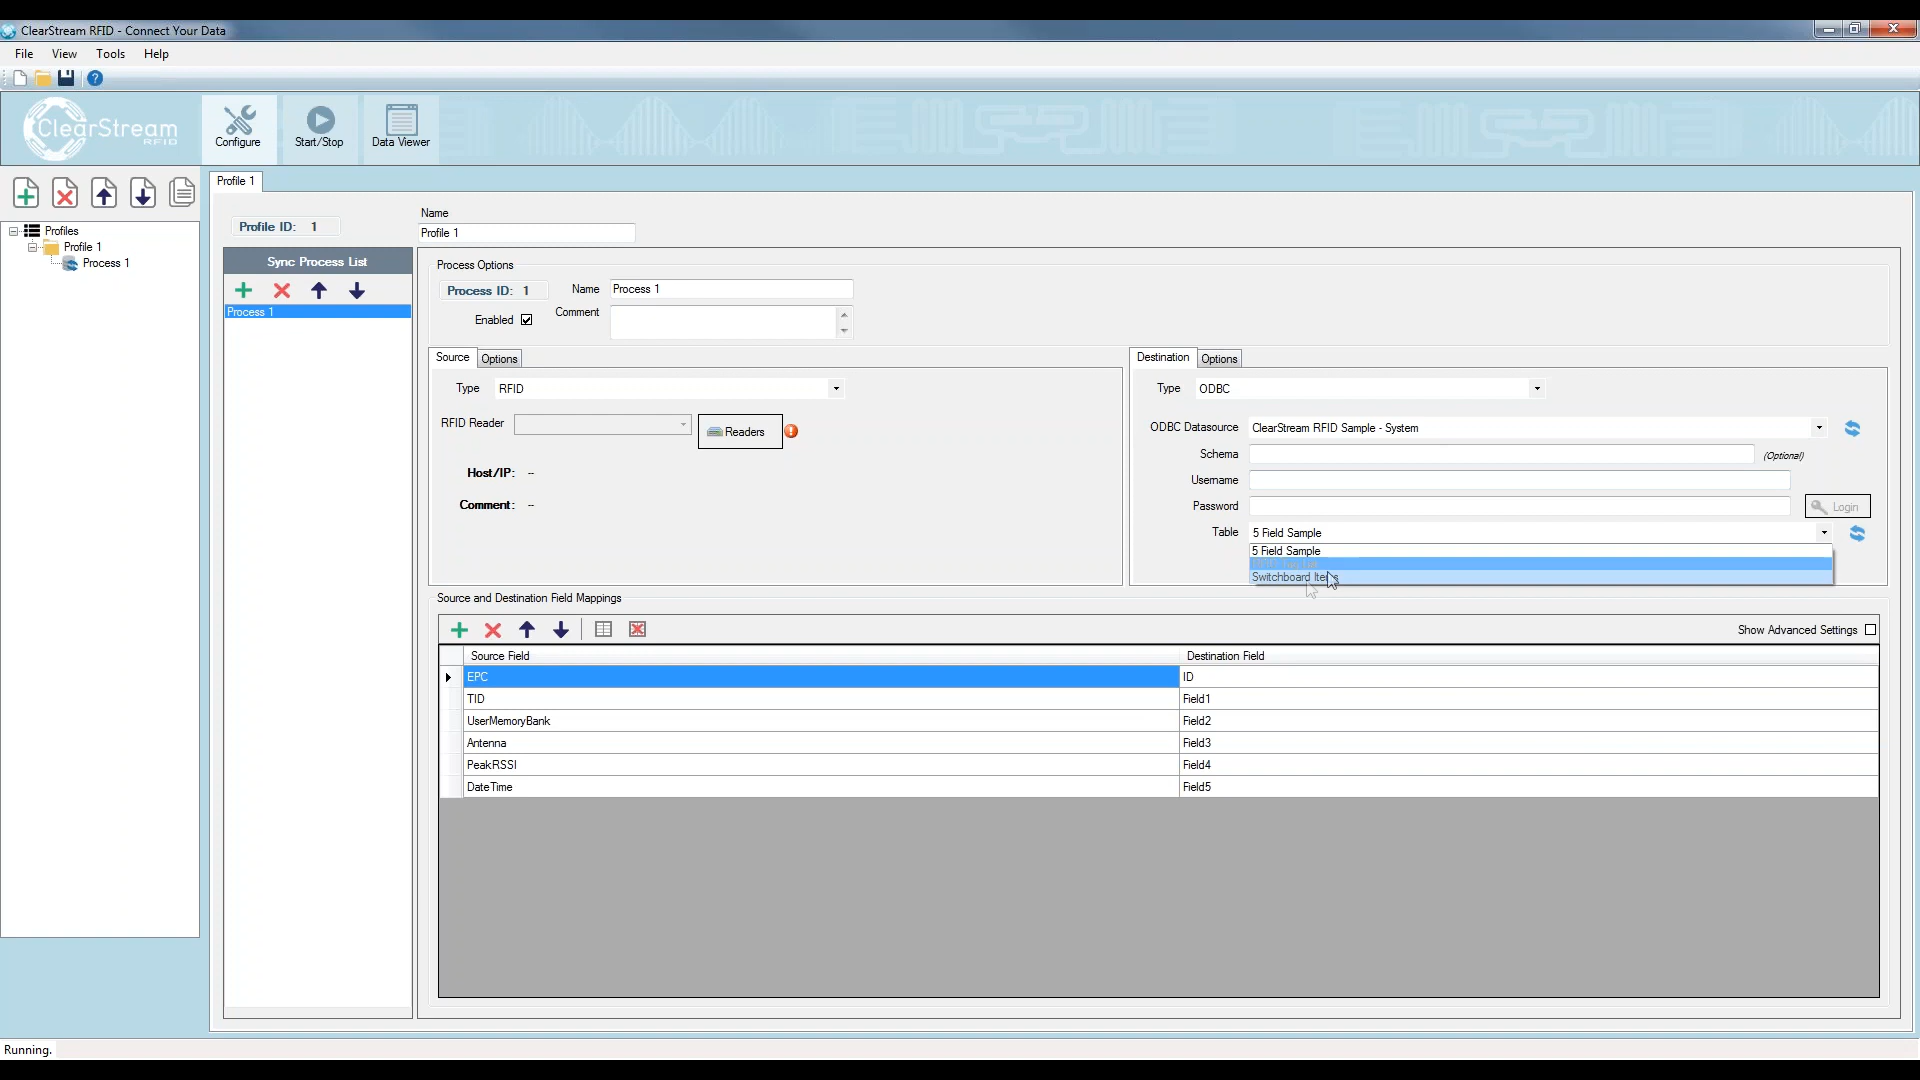 ClearStream RFID - Connect Your Data
File View Tools Help
ClearStream
RFID
Configure
Start/Stop
Data Viewer
Profiles
Profile 1
Process 1
Profile 1
Profile ID: 1
Name
Profile 1
Sync Process List
Process 1
Process Options
Process ID: 1
Name Process 1
Enabled
Comment
Source Options
Type RFID
RFID Reader
Readers
Host/IP: --
Comment: --
Destination Options
Type ODBC
ODBC Datasource ClearStream RFID Sample - System
Schema (Optional)
Username
Password
Login
Table 5 Field Sample
5 Field Sample
Switchboard Items
Source and Destination Field Mappings
Show Advanced Settings
Source Field Destination Field
EPC ID
TID Field1
UserMemoryBank Field2
Antenna Field3
PeakRSSI Field4
DateTime Field5
Running.